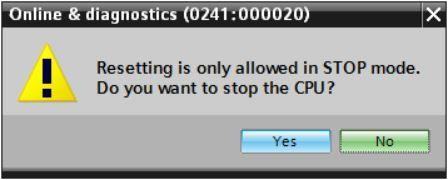 Online & diagnostics (0241:000020)
Resetting is only allowed in STOP mode.
Do you want to stop the CPU?
Yes
No